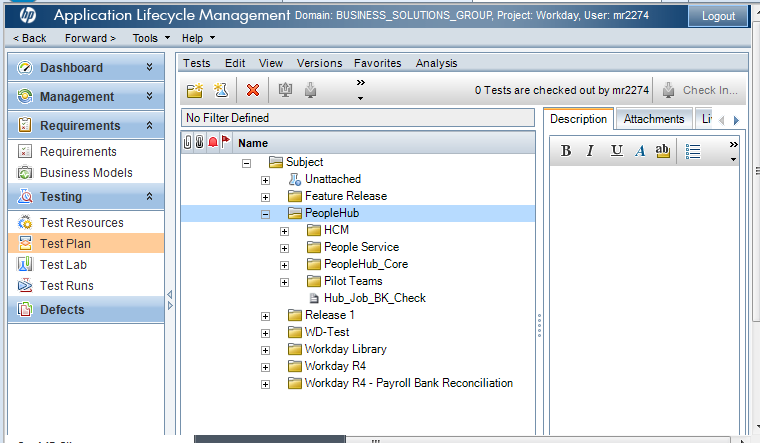 hp Application Lifecycle Management Domain: BUSINESS_SOLUTIONS_GROUP, Project: Workday, User: mr2274 Logout
< Back Forward > Tools Help
Dashboard
Management
Requirements
Requirements
Business Models
Testing
Test Resources
Test Plan
Test Lab
Test Runs
Defects
Tests Edit View Versions Favorites Analysis
0 Tests are checked out by mr2274 Check In...
No Filter Defined
Name
Subject
Unattached
Feature Release
PeopleHub
HCM
People Service
PeopleHub_Core
Pilot Teams
Hub_Job_BK_Check
Release 1
WD-Test
Workday Library
Workday R4
Workday R4 - Payroll Bank Reconciliation
Description Attachments
B I U A ab